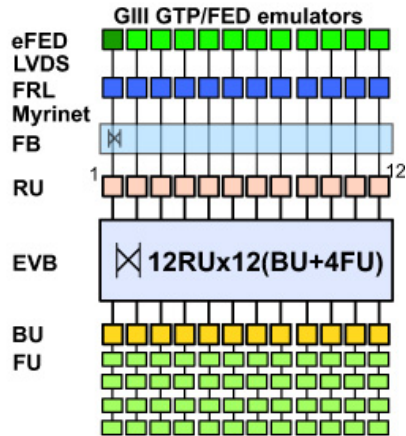 GIII GTP/FED emulators
eFED
LVDS
FRL
Myrinet
FB
1 12
RU
EVB 12RUx12(BU+4FU)
BU
FU